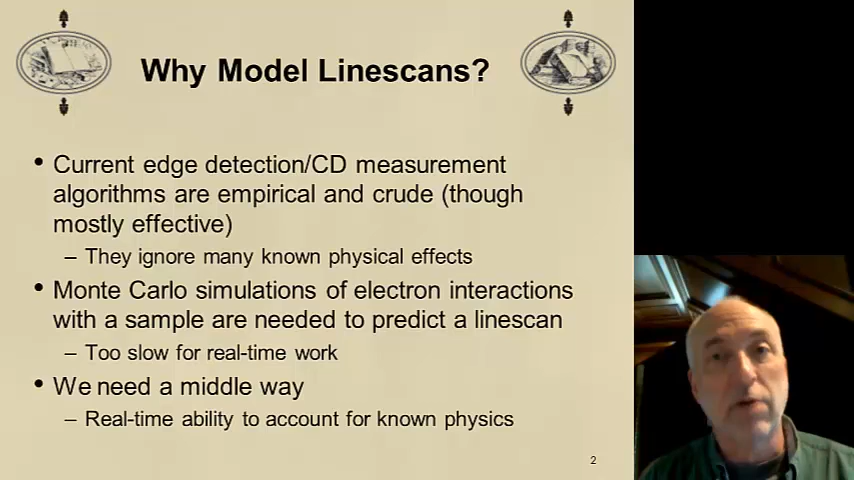 Why Model Linescans?
• Current edge detection/CD measurement
algorithms are empirical and crude (though
mostly effective)
– They ignore many known physical effects
• Monte Carlo simulations of electron interactions
with a sample are needed to predict a linescan
– Too slow for real-time work
• We need a middle way
– Real-time ability to account for known physics
2